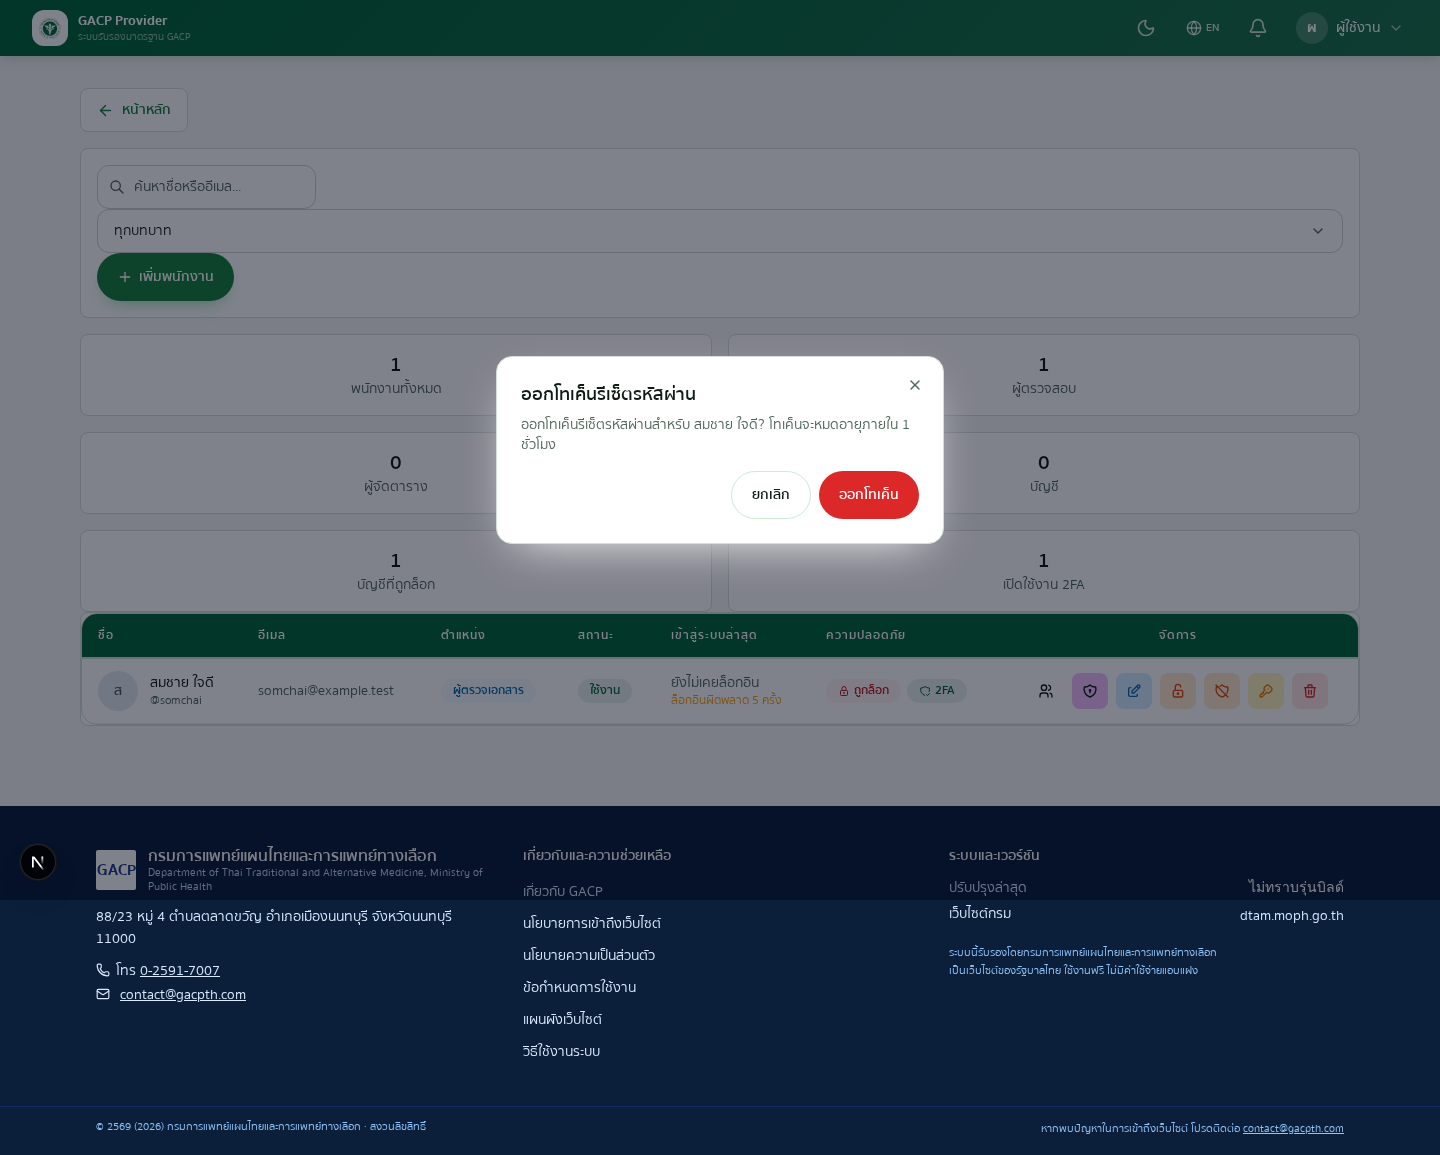 GACP Provider
ระบบรับรองมาตรฐาน GACP
EN
ผ
ผู้ใช้งาน
หน้าหลัก
ค้นหาชื่อหรืออีเมล...
ทุกบทบาท
เพิ่มพนักงาน
1
พนักงานทั้งหมด
1
ผู้ตรวจสอบ
0
ผู้จัดตาราง
0
บัญชี
1
บัญชีที่ถูกล็อก
1
เปิดใช้งาน 2FA
ออกโทเค็นรีเซ็ตรหัสผ่าน
ออกโทเค็นรีเซ็ตรหัสผ่านสำหรับ สมชาย ใจดี? โทเค็นจะหมดอายุภายใน 1
ชั่วโมง
ยกเลิก
ออกโทเค็น
ชื่อ อีเมล ตำแหน่ง สถานะ เข้าสู่ระบบล่าสุด ความปลอดภัย จัดการ
ส
สมชาย ใจดี
@somchai
somchai@example.test
ผู้ตรวจเอกสาร
ใช้งาน
ยังไม่เคยล็อกอิน
ล็อกอินผิดพลาด 5 ครั้ง
ถูกล็อก
2FA
N
GACP
กรมการแพทย์แผนไทยและการแพทย์ทางเลือก
Department of Thai Traditional and Alternative Medicine, Ministry of
Public Health
88/23 หมู่ 4 ตำบลตลาดขวัญ อำเภอเมืองนนทบุรี จังหวัดนนทบุรี
11000
โทร 0-2591-7007
contact@gacpth.com
เกี่ยวกับและความช่วยเหลือ
เกี่ยวกับ GACP
นโยบายการเข้าถึงเว็บไซต์
นโยบายความเป็นส่วนตัว
ข้อกำหนดการใช้งาน
แผนผังเว็บไซต์
วิธีใช้งานระบบ
ระบบและเวอร์ชัน
ปรับปรุงล่าสุด ไม่ทราบรุ่นบิลด์
เว็บไซต์กรม dtam.moph.go.th
ระบบนี้รับรองโดยกรมการแพทย์แผนไทยและการแพทย์ทางเลือก
เป็นเว็บไซต์ของรัฐบาลไทย ใช้งานฟรี ไม่มีค่าใช้จ่ายแอบแฝง
© 2569 (2026) กรมการแพทย์แผนไทยและการแพทย์ทางเลือก · สงวนลิขสิทธิ์
หากพบปัญหาในการเข้าถึงเว็บไซต์ โปรดติดต่อ contact@gacpth.com